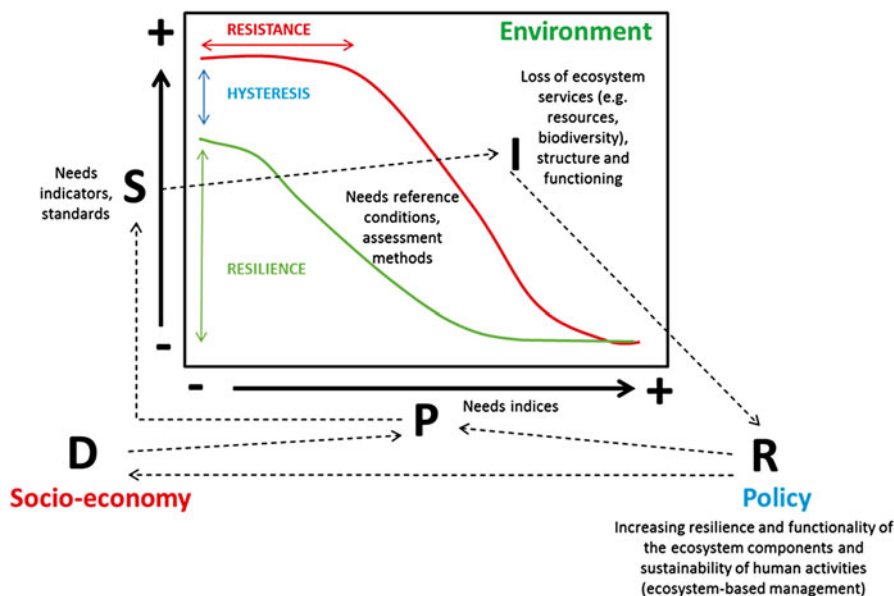 +
RESISTANCE
Environment
HYSTERESIS
Loss of ecosystem
services (e.g.
resources,
biodiversity),
structure and
functioning
I
Needs
indicators,
standards
S
Needs reference
conditions,
assessment
methods
RESILIENCE
-
-
+
P
Needs indices
D
Socio-economy
R
Policy
Increasing resilience and functionality of
the ecosystem components and
sustainability of human activities
(ecosystem-based management)